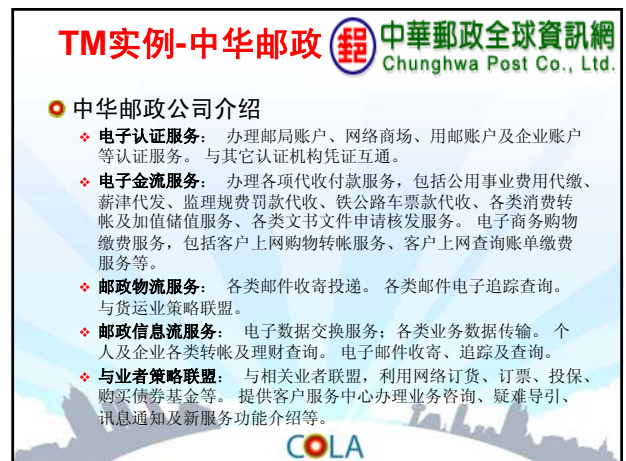 TM实例-中华邮政
郵
中華郵政全球資訊網
Chunghwa Post Co., Ltd.
中华邮政公司介绍
电子认证服务： 办理邮局账户、网络商场、用邮账户及企业账户
等认证服务。 与其它认证机构凭证互通。
电子金流服务： 办理各项代收付款服务，包括公用事业费用代缴、
薪津代发、监理规费罚款代收、铁公路车票款代收、各类消费转
帐及加值储值服务、各类文书文件申请核发服务。 电子商务购物
缴费服务，包括客户上网购物转帐服务、客户上网查询账单缴费
服务等。
邮政物流服务： 各类邮件收寄投递。 各类邮件电子追踪查询。
与货运业策略联盟。
邮政信息流服务： 电子数据交换服务；各类业务数据传输。 个
人及企业各类转帐及理财查询。 电子邮件收寄、追踪及查询。
与业者策略联盟： 与相关业者联盟，利用网络订货、订票、投保、
购买债券基金等。 提供客户服务中心办理业务咨询、疑难导引、
讯息通知及新服务功能介绍等。
COLA